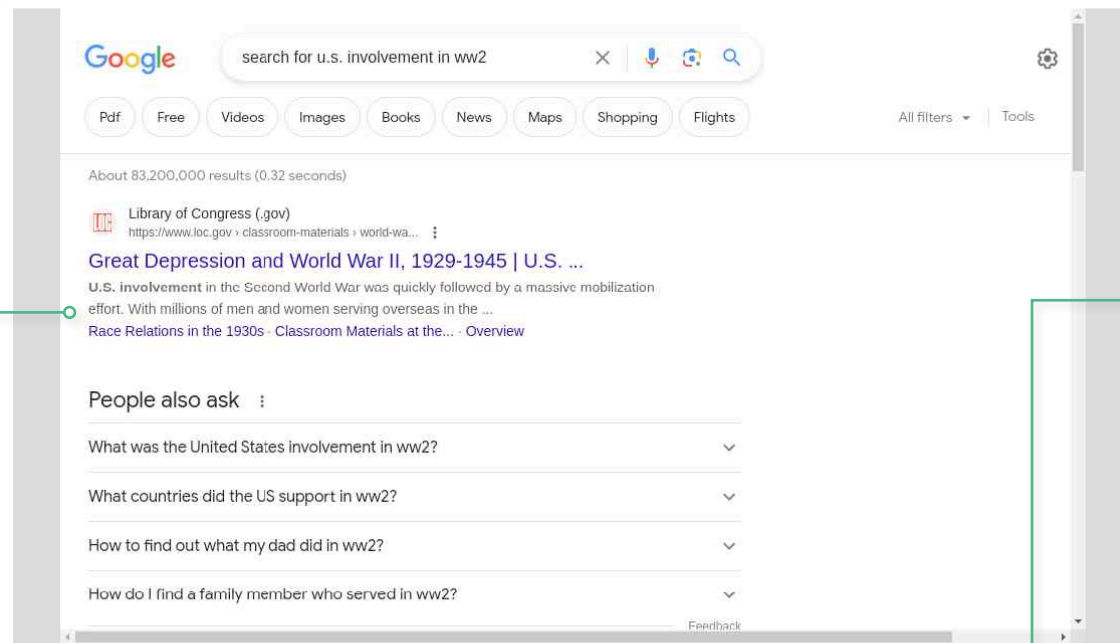 Google
search for u.s. involvement in ww2
Pdf Free Videos Images Books News Maps Shopping Flights All filters Tools
About 83,200,000 results (0.32 seconds)
Library of Congress (.gov)
https://www.loc.gov › classroom-materials › world-wa...
Great Depression and World War II, 1929-1945 | U.S. ...
U.S. involvement in the Second World War was quickly followed by a massive mobilization
effort. With millions of men and women serving overseas in the ...
Race Relations in the 1930s · Classroom Materials at the... · Overview
People also ask
What was the United States involvement in ww2?
What countries did the US support in ww2?
How to find out what my dad did in ww2?
How do I find a family member who served in ww2?
Feedback